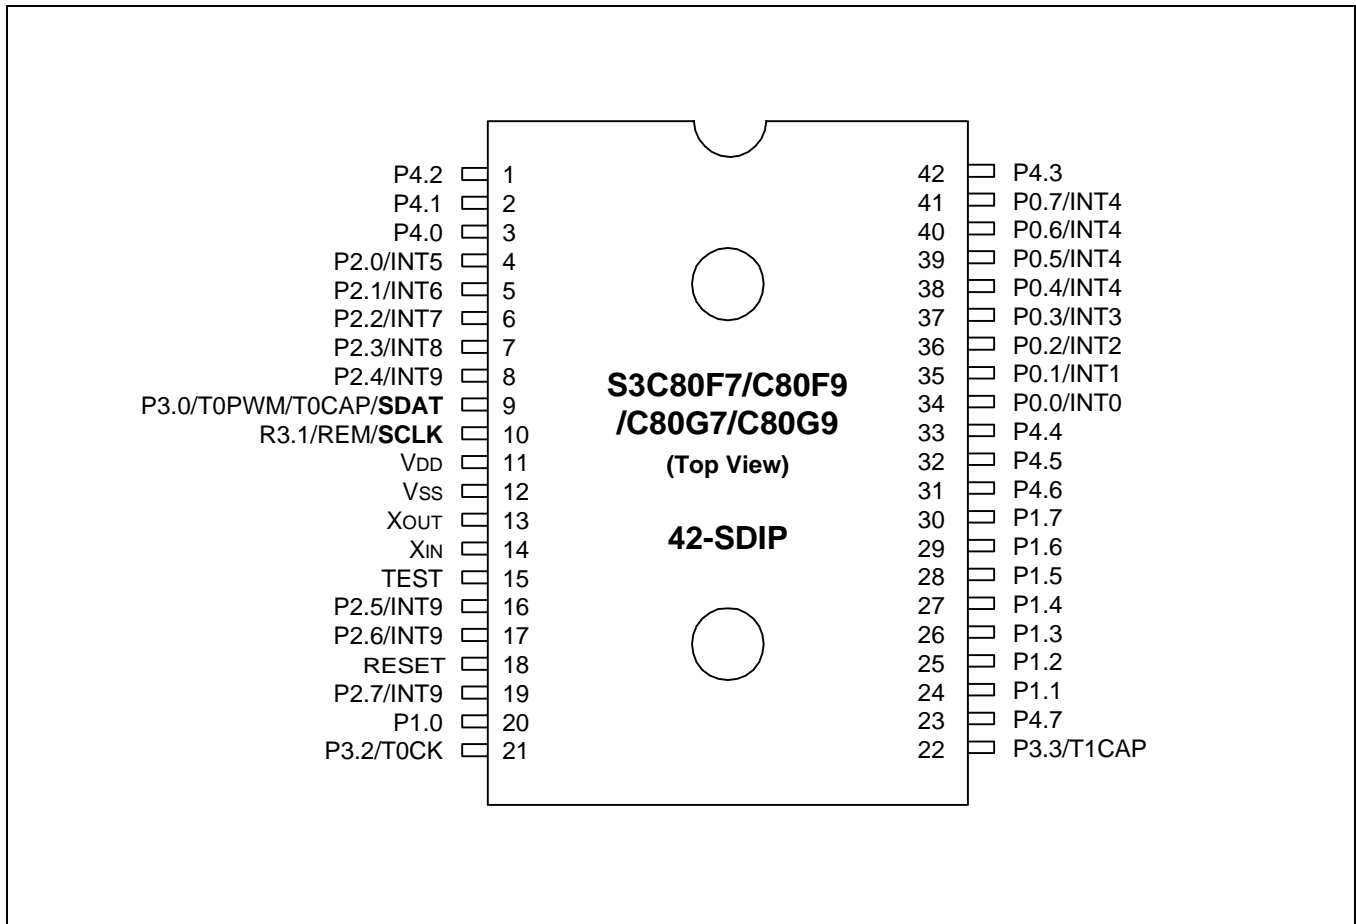 P4.2 1
P4.1 2
P4.0 3
P2.0/INT5 4
P2.1/INT6 5
P2.2/INT7 6
P2.3/INT8 7
P2.4/INT9 8
P3.0/T0PWM/T0CAP/SDAT 9
R3.1/REM/SCLK 10
VDD 11
VSS 12
XOUT 13
XIN 14
TEST 15
P2.5/INT9 16
P2.6/INT9 17
RESET 18
P2.7/INT9 19
P1.0 20
P3.2/T0CK 21
S3C80F7/C80F9
/C80G7/C80G9
(Top View)
42-SDIP
42 P4.3
41 P0.7/INT4
40 P0.6/INT4
39 P0.5/INT4
38 P0.4/INT4
37 P0.3/INT3
36 P0.2/INT2
35 P0.1/INT1
34 P0.0/INT0
33 P4.4
32 P4.5
31 P4.6
30 P1.7
29 P1.6
28 P1.5
27 P1.4
26 P1.3
25 P1.2
24 P1.1
23 P4.7
22 P3.3/T1CAP